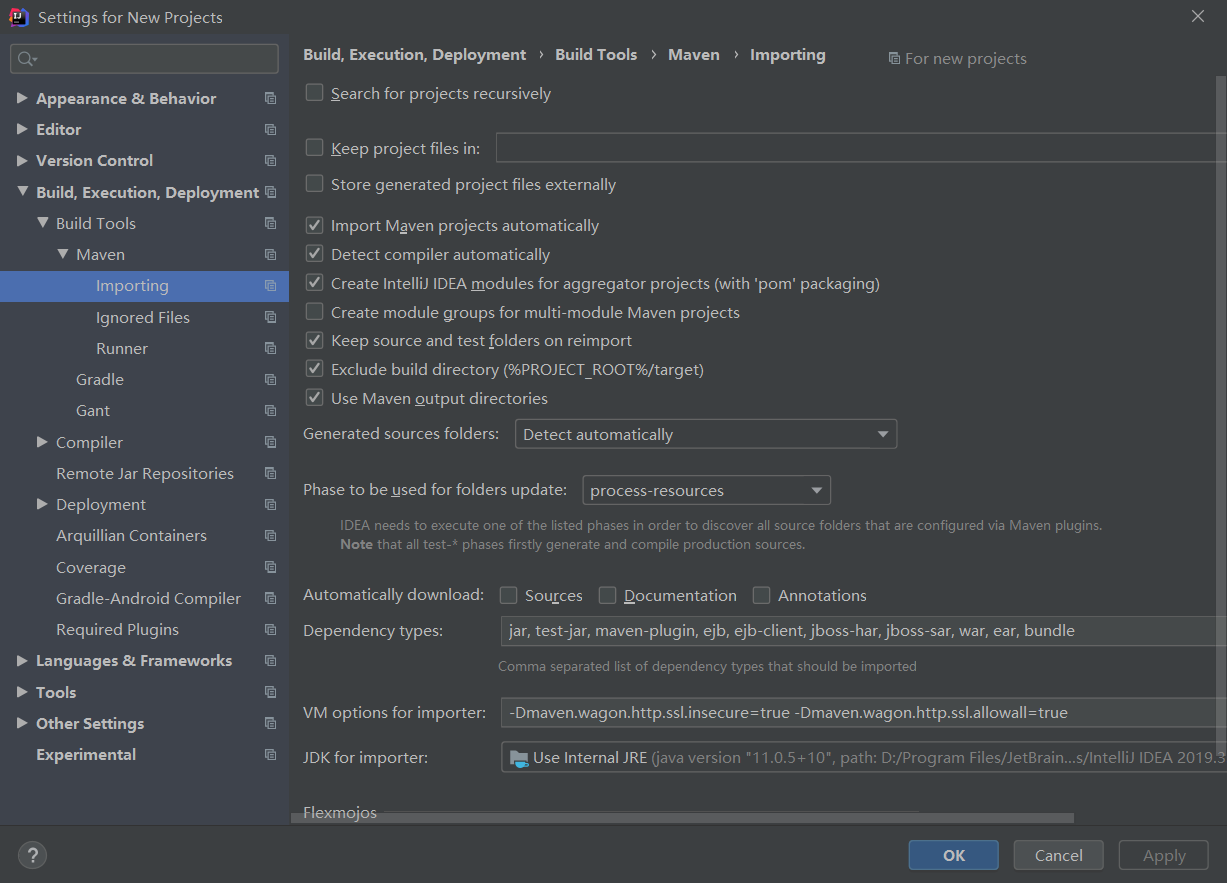 Settings for New Projects
Build, Execution, Deployment › Build Tools › Maven › Importing
For new projects
Appearance & Behavior
Editor
Version Control
Build, Execution, Deployment
Build Tools
Maven
Importing
Ignored Files
Runner
Gradle
Gant
Compiler
Remote Jar Repositories
Deployment
Arquillian Containers
Coverage
Gradle-Android Compiler
Required Plugins
Languages & Frameworks
Tools
Other Settings
Experimental
Search for projects recursively
Keep project files in:
Store generated project files externally
Import Maven projects automatically
Detect compiler automatically
Create IntelliJ IDEA modules for aggregator projects (with 'pom' packaging)
Create module groups for multi-module Maven projects
Keep source and test folders on reimport
Exclude build directory (%PROJECT_ROOT%/target)
Use Maven output directories
Generated sources folders: Detect automatically
Phase to be used for folders update: process-resources
IDEA needs to execute one of the listed phases in order to discover all source folders that are configured via Maven plugins.
Note that all test-* phases firstly generate and compile production sources.
Automatically download: Sources Documentation Annotations
Dependency types: jar, test-jar, maven-plugin, ejb, ejb-client, jboss-har, jboss-sar, war, ear, bundle
Comma separated list of dependency types that should be imported
VM options for importer: -Dmaven.wagon.http.ssl.insecure=true -Dmaven.wagon.http.ssl.allowall=true
JDK for importer: Use Internal JRE (java version "11.0.5+10", path: D:/Program Files/JetBrain...s/IntelliJ IDEA 2019.3
Flexmojos
?
OK
Cancel
Apply